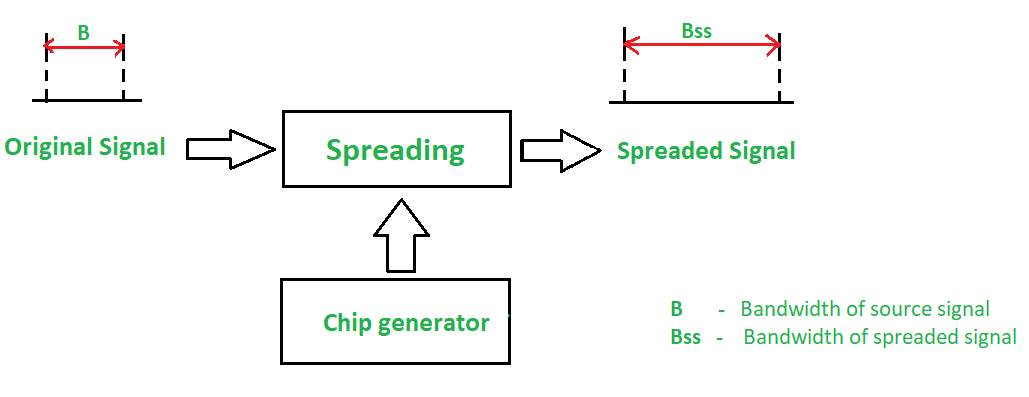 B
Bss
Original Signal
Spreading
Spreaded Signal
Chip generator
B - Bandwidth of source signal
Bss - Bandwidth of spreaded signal